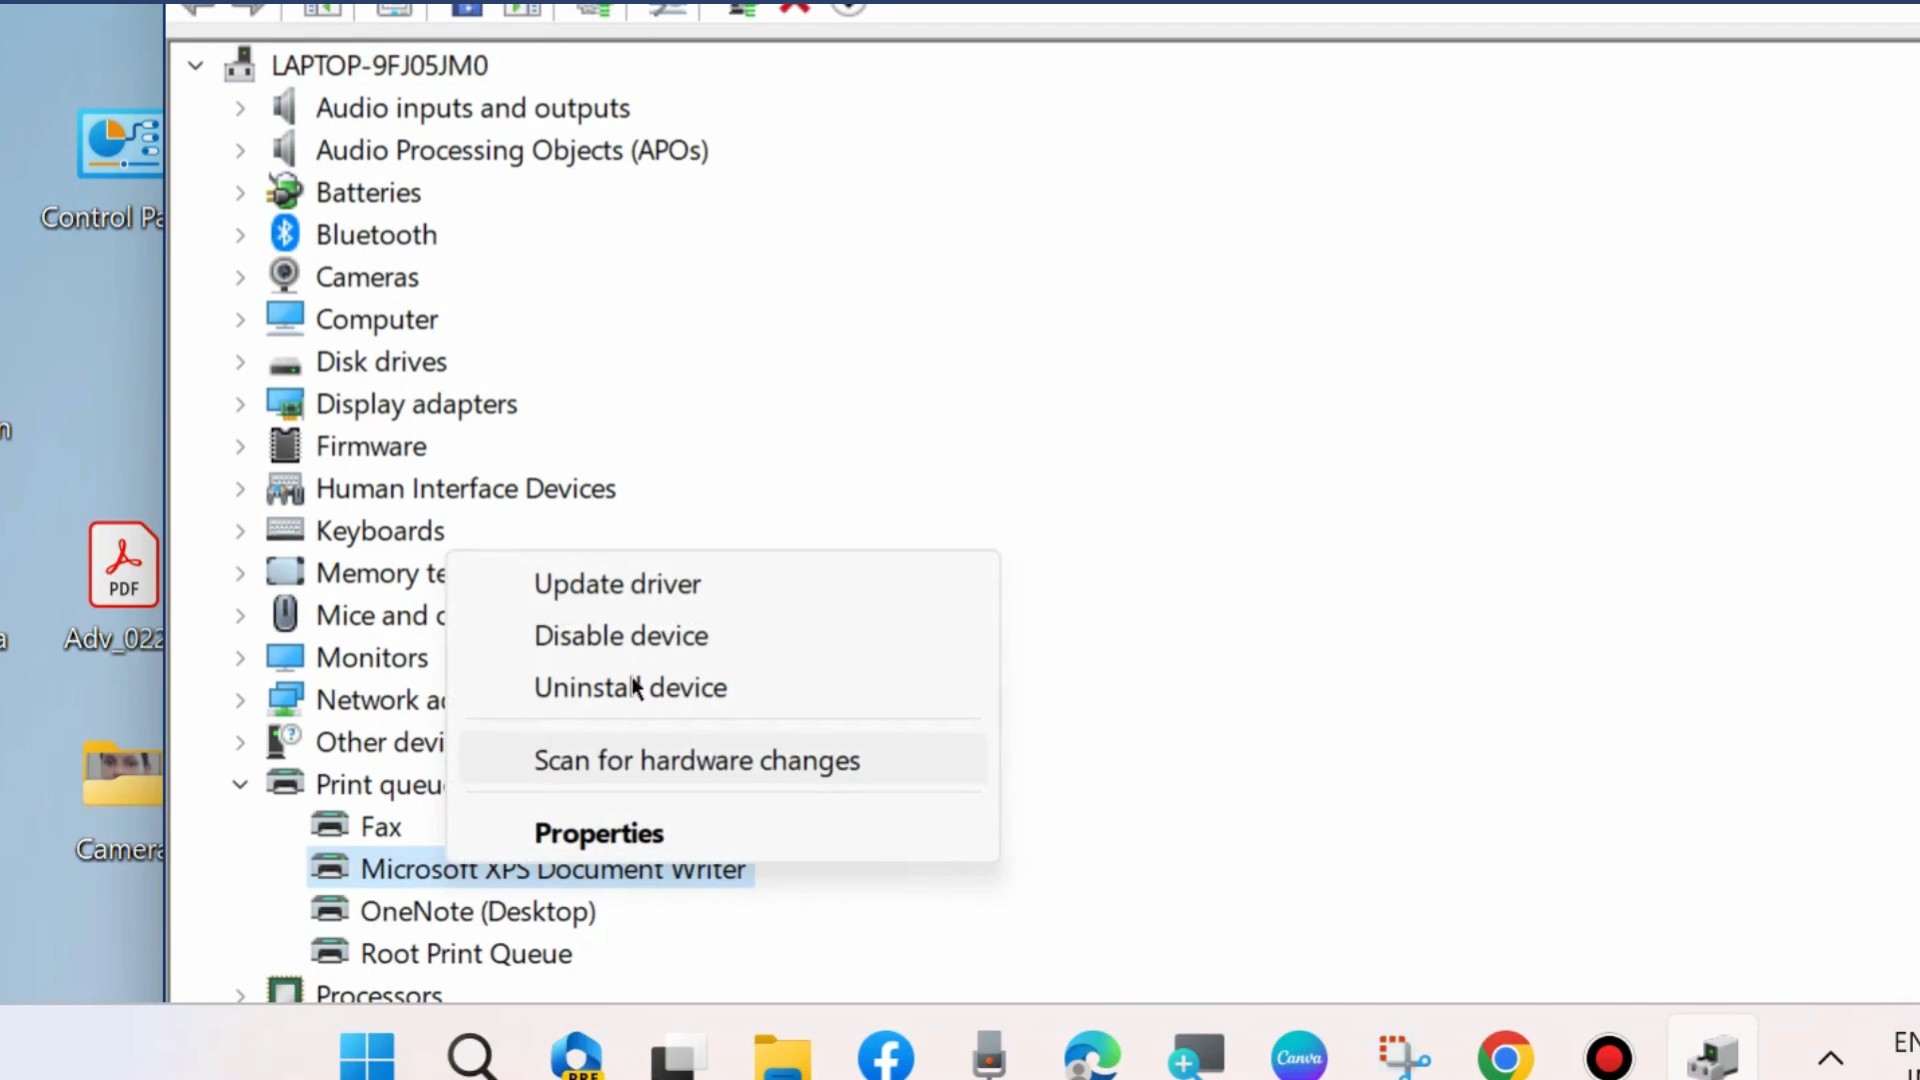 LAPTOP-9FJ05JM0
Audio inputs and outputs
Audio Processing Objects (APOs)
Batteries
Control Pa
Bluetooth
Cameras
Computer
Disk drives
Display adapters
n
Firmware
Human Interface Devices
Keyboards
PDF
Memory te
Update driver
Mice and c
Disable device
a
Adv_022
Monitors
Uninstall device
Network ad
Other devi
Scan for hardware changes
Print queu
Fax
Properties
Camera
Microsoft XPS Document Writer
OneNote (Desktop)
Root Print Queue
Processors
Canva
PRE
EN